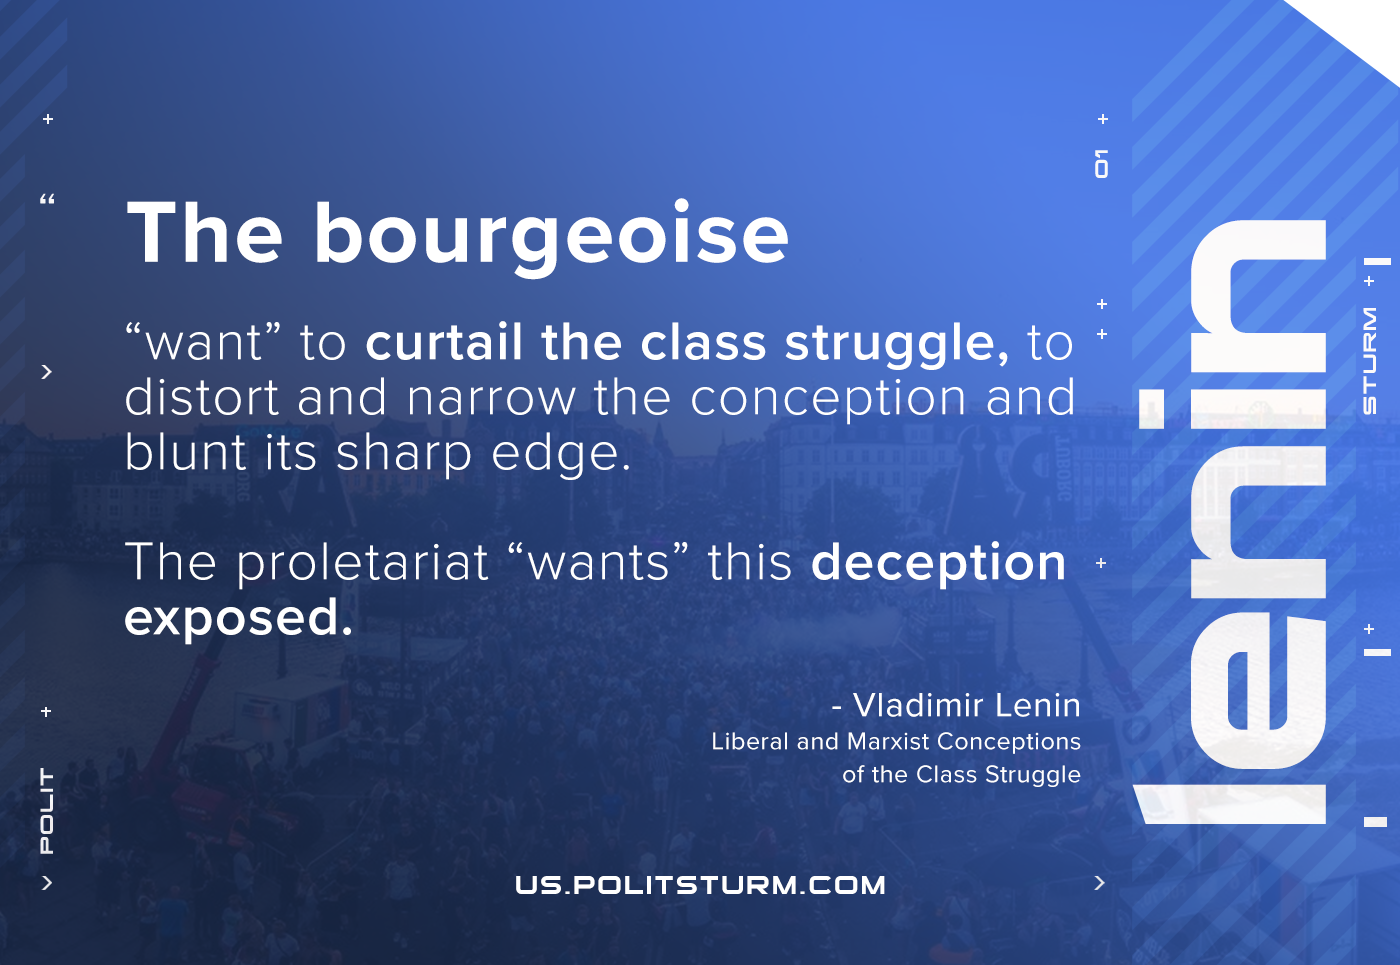 “
The bourgeoise
“want” to curtail the class struggle, to
distort and narrow the conception and
blunt its sharp edge.
The proletariat “wants” this deception
exposed.
- Vladimir Lenin
Liberal and Marxist Conceptions
of the Class Struggle
US.POLITSTURM.COM
POLIT
01
lenin
STURM